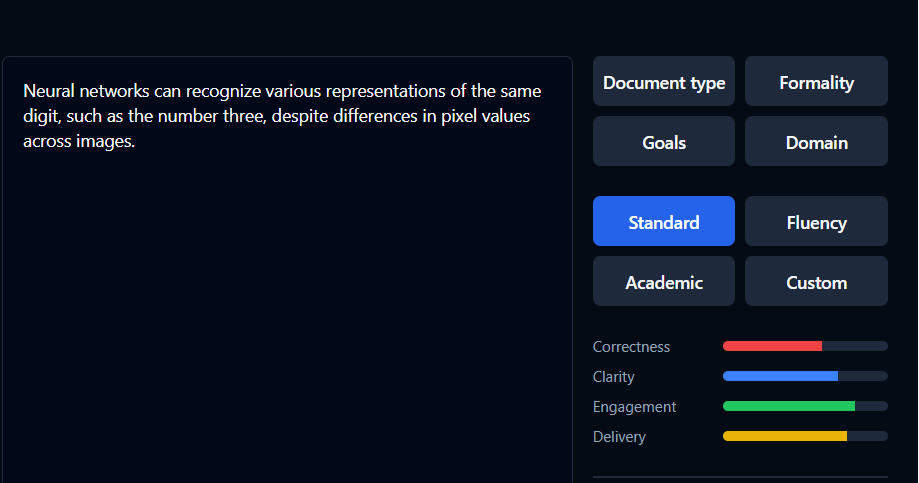 Neural networks can recognize various representations of the same
digit, such as the number three, despite differences in pixel values
across images.
Document type
Formality
Goals
Domain
Standard
Fluency
Academic
Custom
Correctness
Clarity
Engagement
Delivery